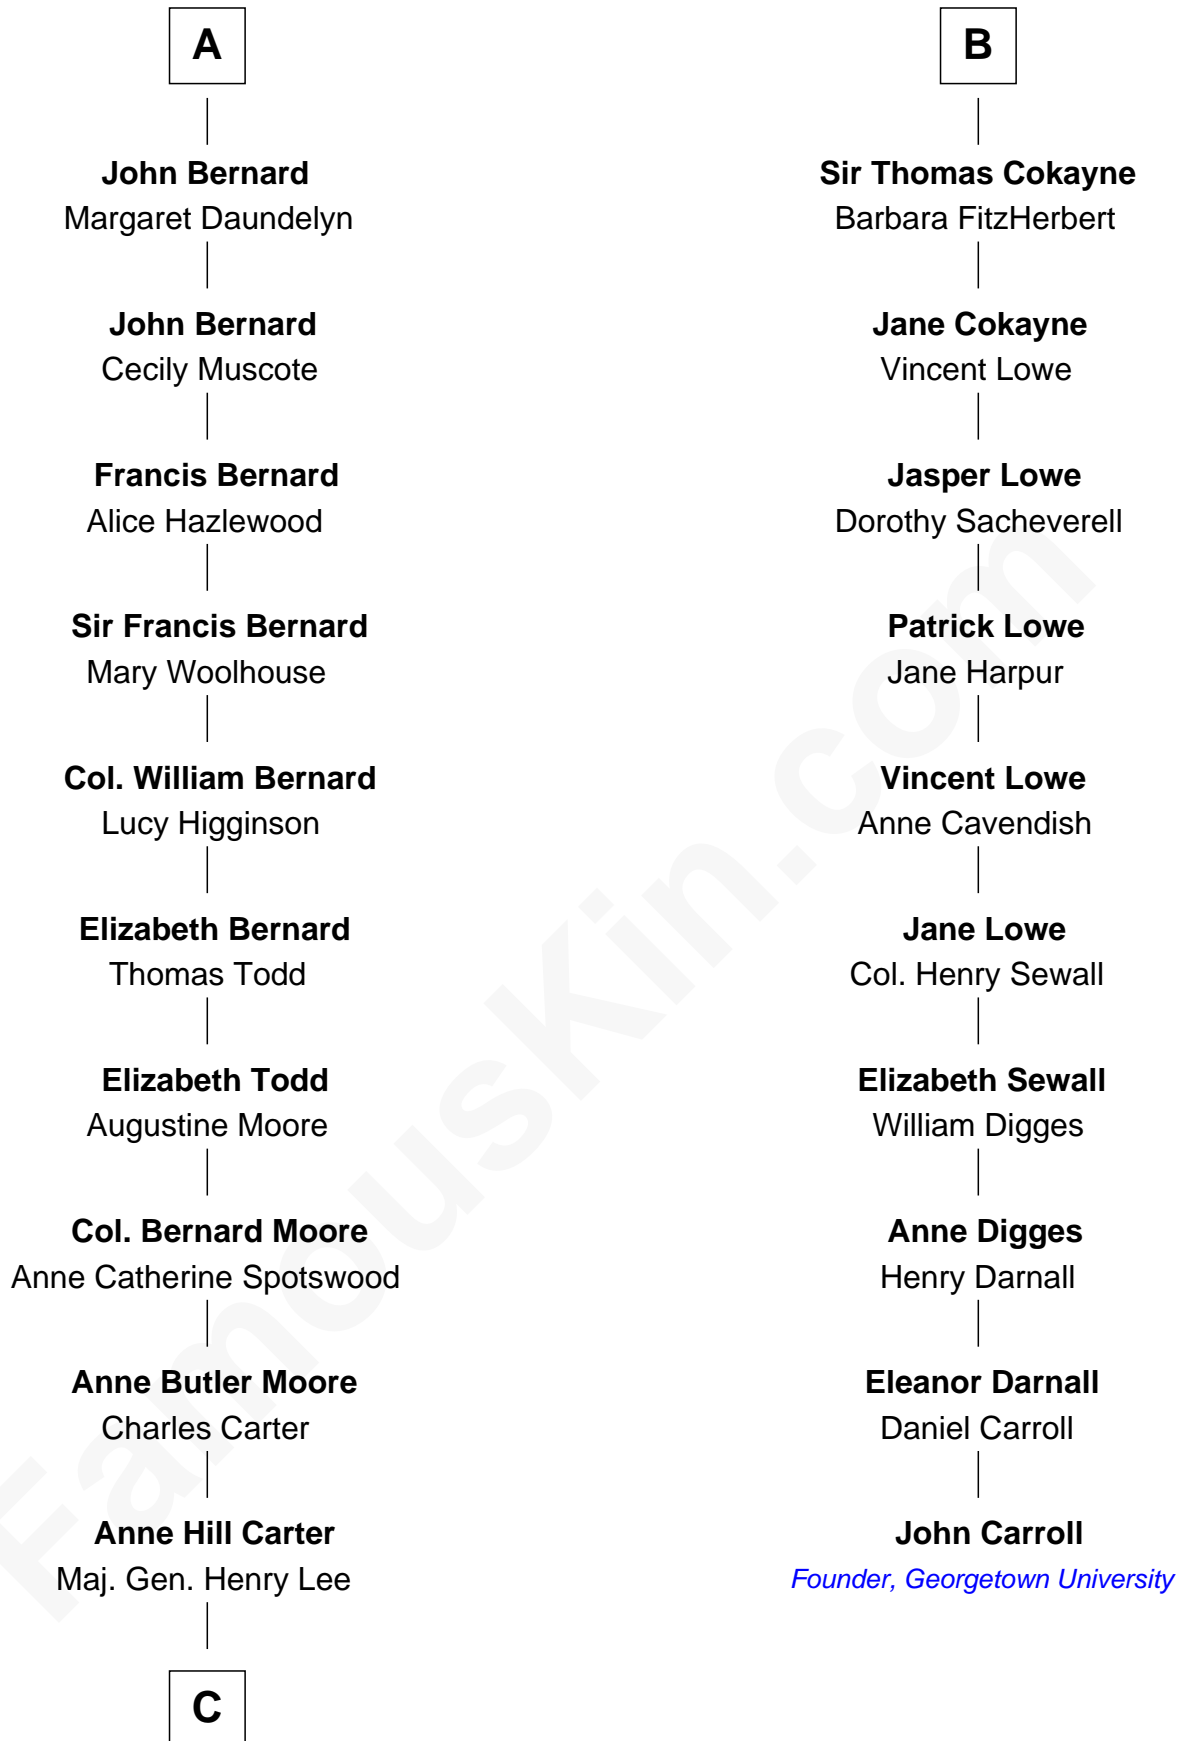 A
John Bernard
Margaret Daundelyn
John Bernard
Cecily Muscote
Francis Bernard
Alice Hazlewood
Sir Francis Bernard
Mary Woolhouse
Col. William Bernard
Lucy Higginson
Elizabeth Bernard
Thomas Todd
Elizabeth Todd
Augustine Moore
Col. Bernard Moore
Anne Catherine Spotswood
Anne Butler Moore
Charles Carter
Anne Hill Carter
Maj. Gen. Henry Lee
C
B
Sir Thomas Cokayne
Barbara FitzHerbert
Jane Cokayne
Vincent Lowe
Jasper Lowe
Dorothy Sacheverell
Patrick Lowe
Jane Harpur
Vincent Lowe
Anne Cavendish
Jane Lowe
Col. Henry Sewall
Elizabeth Sewall
William Digges
Anne Digges
Henry Darnall
Eleanor Darnall
Daniel Carroll
John Carroll
Founder, Georgetown University
FamousKin.com